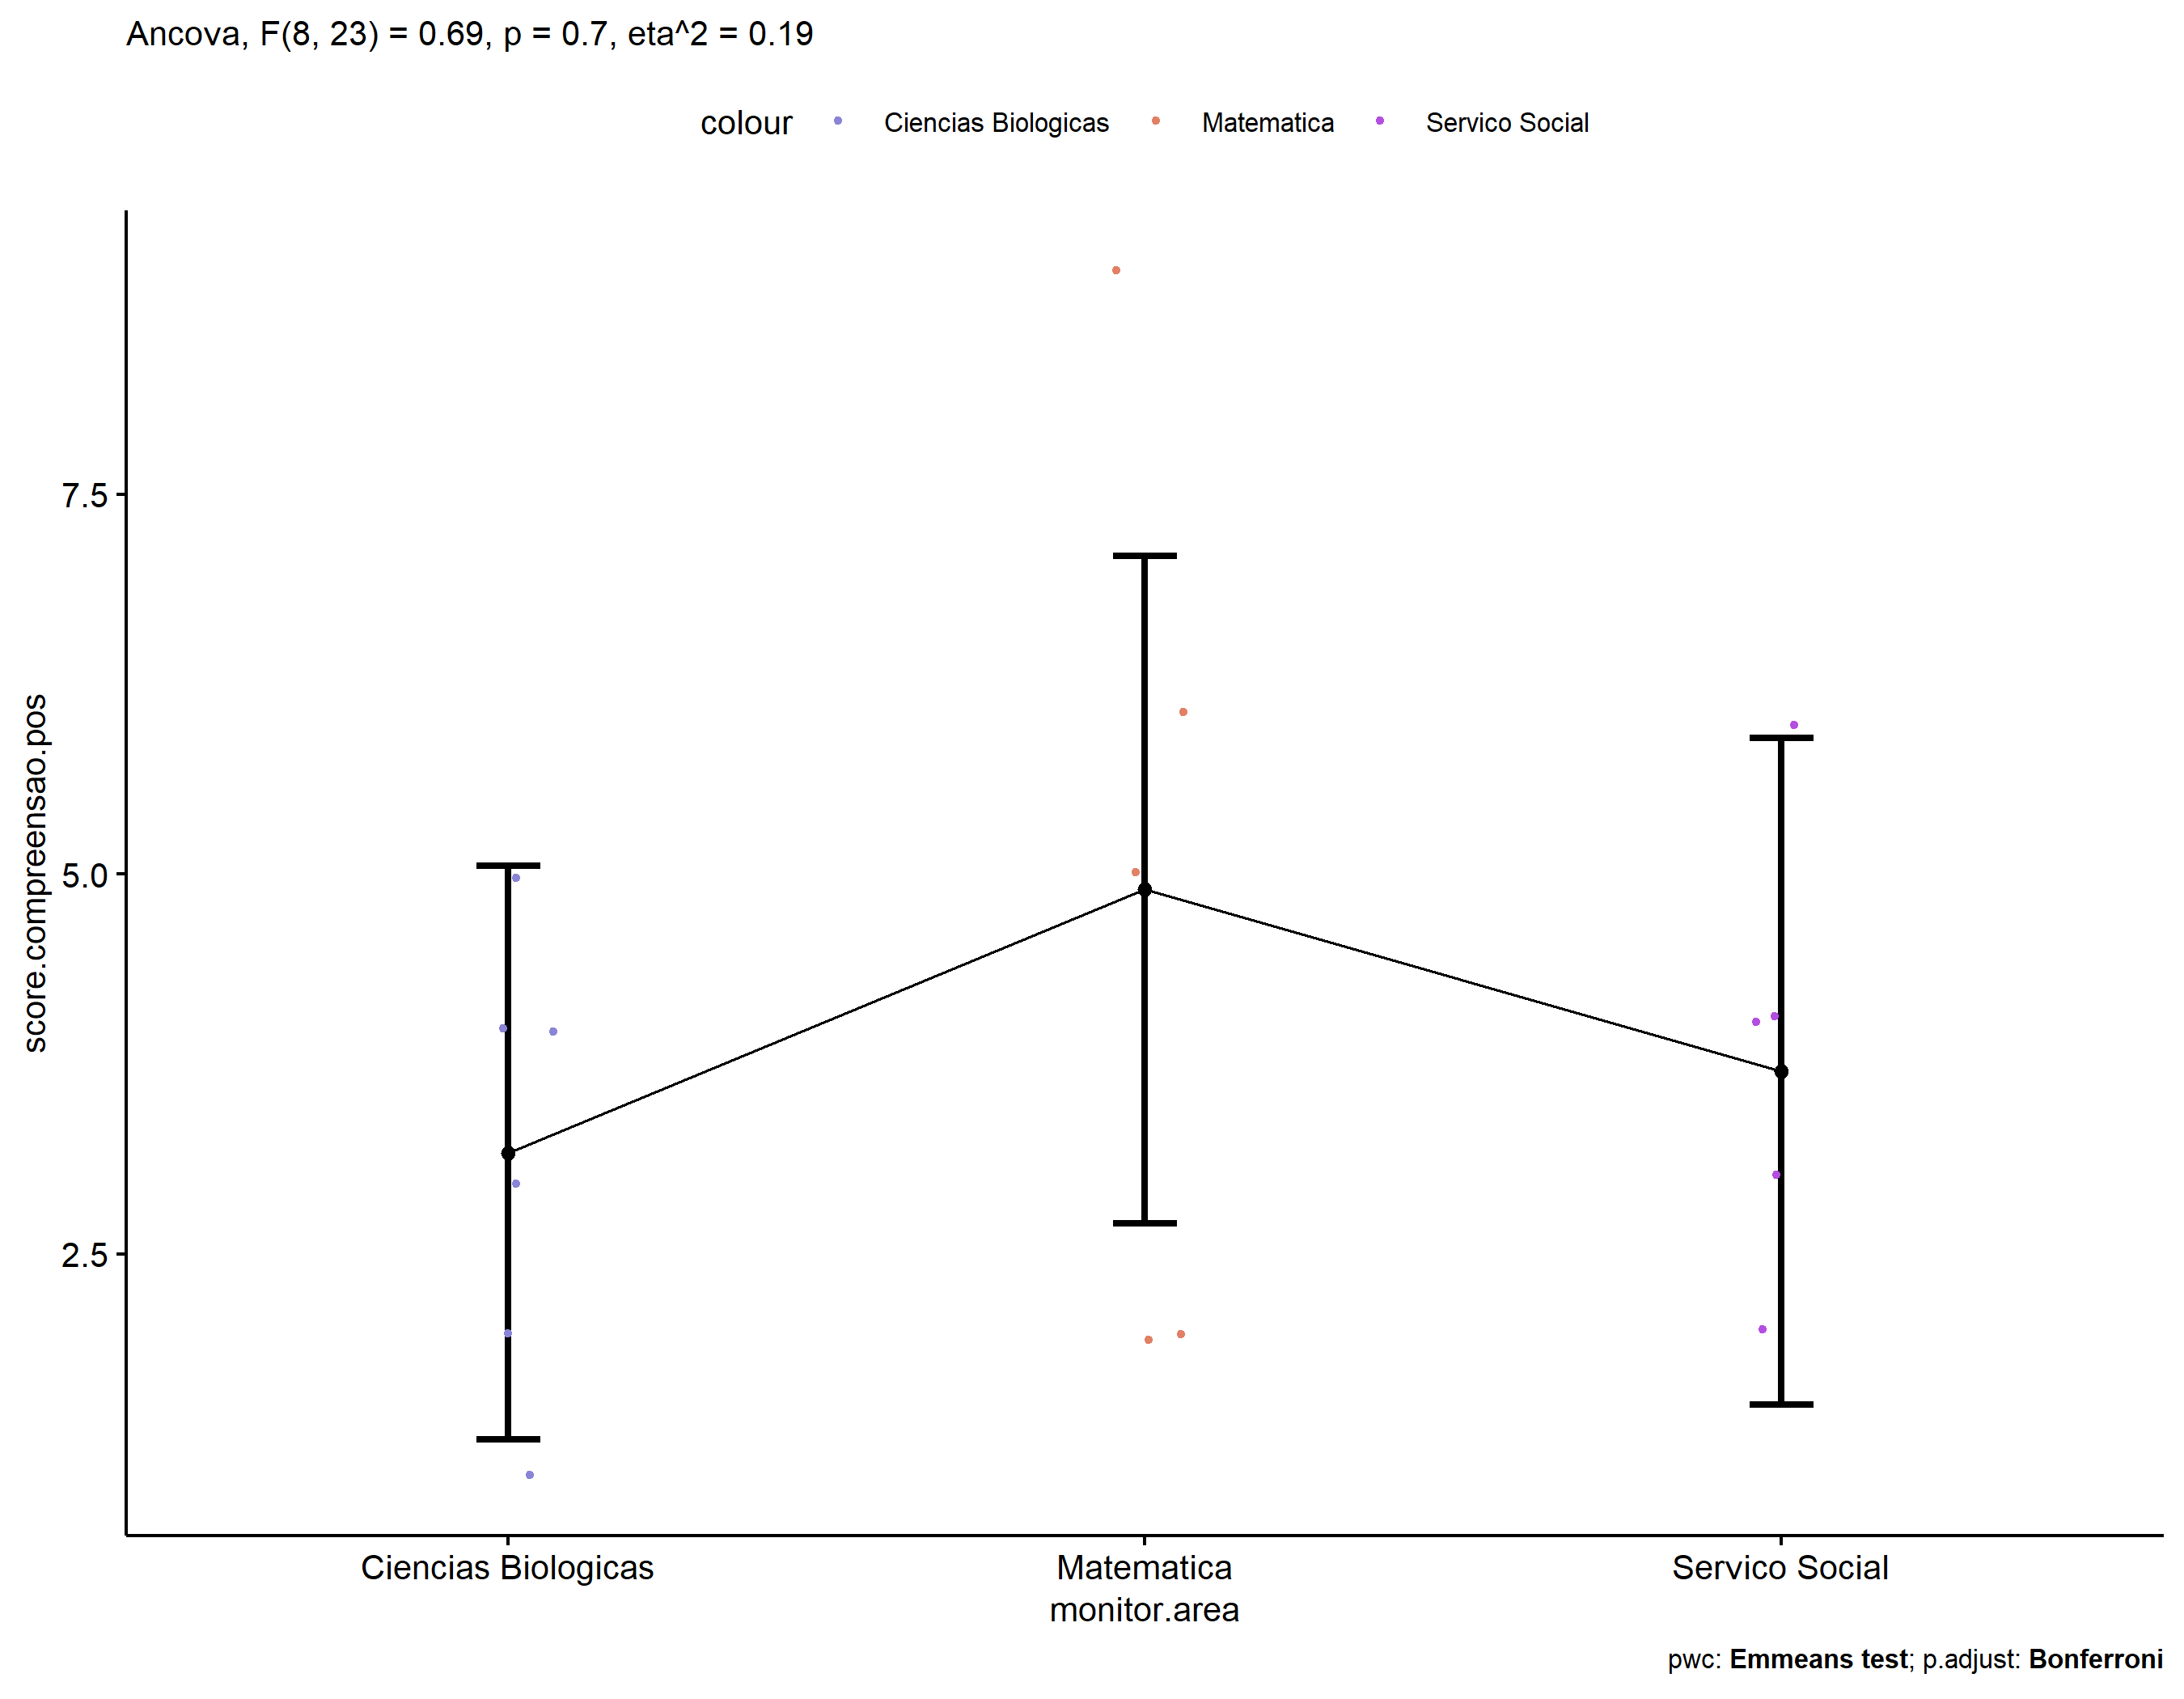 Ancova, F(8, 23) = 0.69, p = 0.7, eta^2 = 0.19
colour Ciencias Biologicas Matematica Servico Social
7.5
5.0
2.5
score.compreensao.pos
Ciencias Biologicas Matematica Servico Social
monitor.area
pwc: Emmeans test; p.adjust: Bonferroni